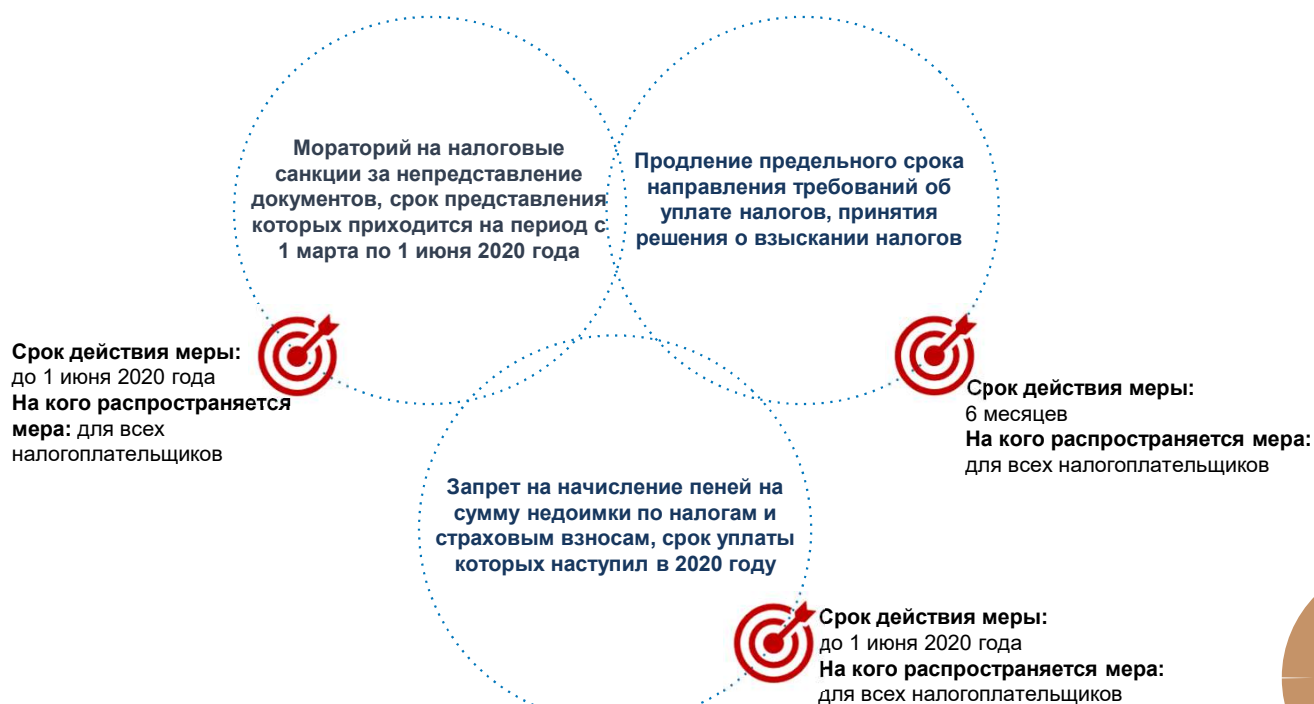 Мораторий на налоговые
санкции за непредставление
документов, срок представления
которых приходится на период с
1 марта по 1 июня 2020 года
Продление предельного срока
направления требований об
уплате налогов, принятия
решения о взыскании налогов
Срок действия меры:
до 1 июня 2020 года
На кого распространяется
мера: для всех
налогоплательщиков
Срок действия меры:
6 месяцев
На кого распространяется мера:
для всех налогоплательщиков
Запрет на начисление пеней на
сумму недоимки по налогам и
страховым взносам, срок уплаты
которых наступил в 2020 году
Срок действия меры:
до 1 июня 2020 года
На кого распространяется мера:
для всех налогоплательщиков